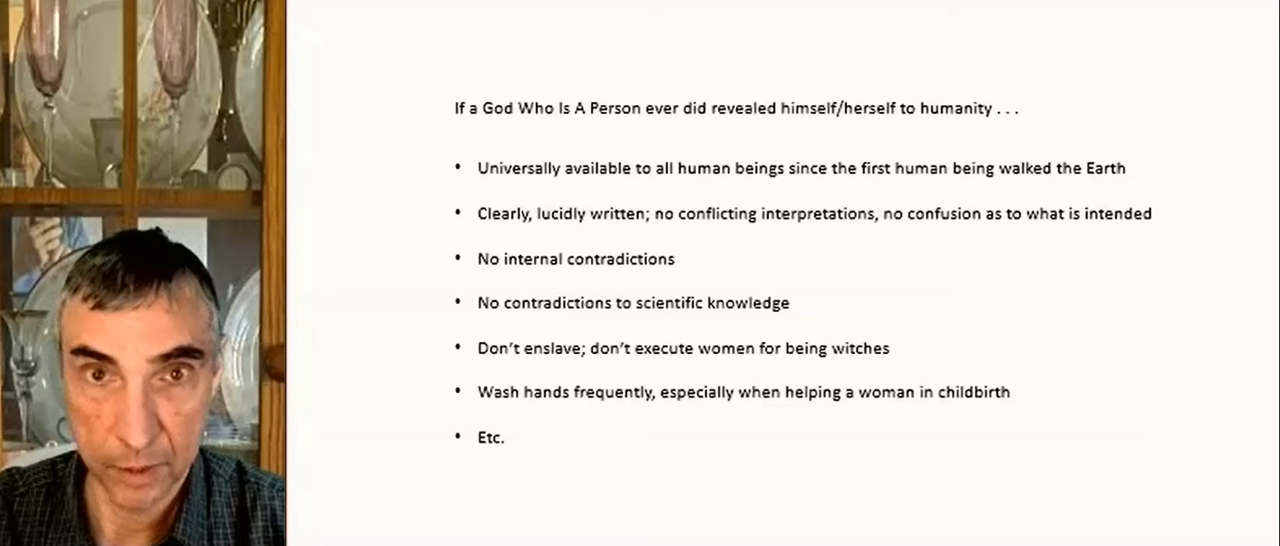 If a God Who Is A Person ever did revealed himself/herself to humanity . . .
• Universally available to all human beings since the first human being walked the Earth
• Clearly, lucidly written; no conflicting interpretations, no confusion as to what is intended
• No internal contradictions
• No contradictions to scientific knowledge
• Don’t enslave; don’t execute women for being witches
• Wash hands frequently, especially when helping a woman in childbirth
• Etc.